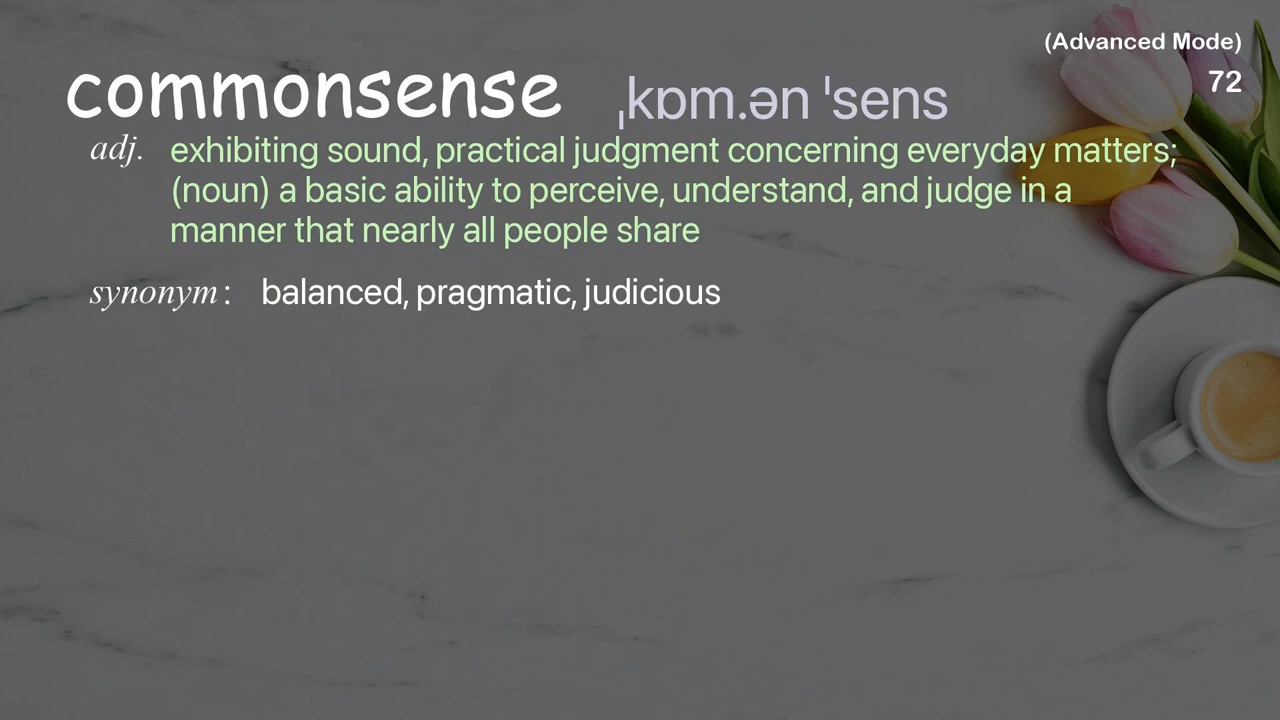 (Advanced Mode)
72
commonsense ˌkɒm.ən ˈsens
adj. exhibiting sound, practical judgment concerning everyday matters;
(noun) a basic ability to perceive, understand, and judge in a
manner that nearly all people share
synonym : balanced, pragmatic, judicious